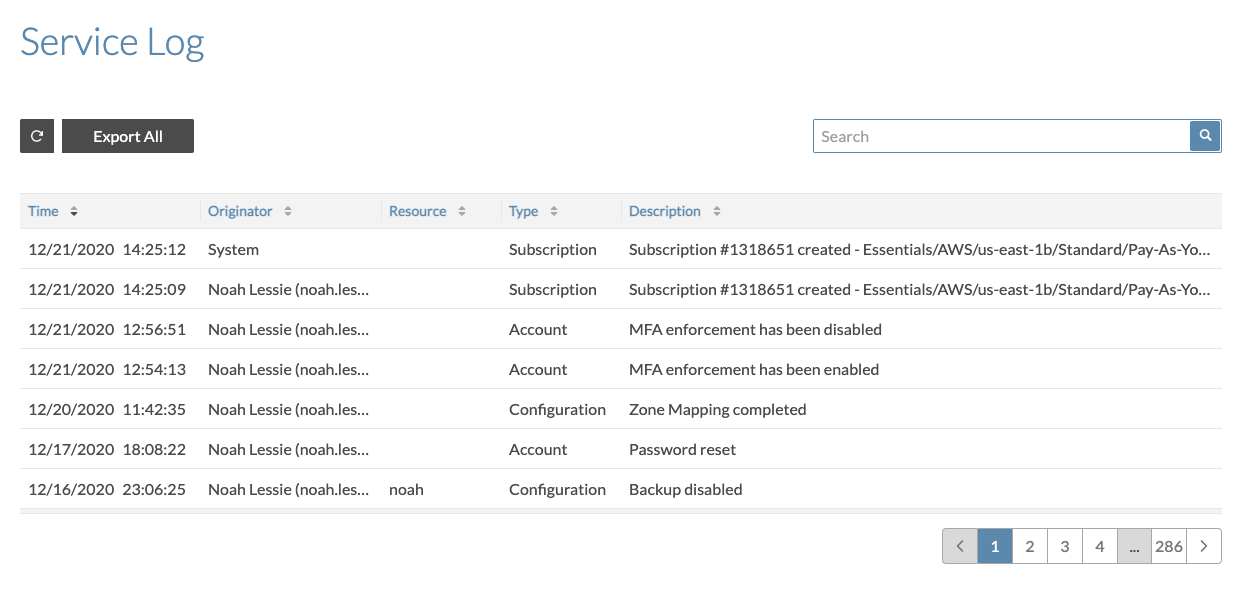 Service Log
Export All
Search
Time Originator Resource Type Description
12/21/2020 14:25:12 System Subscription Subscription #1318651 created - Essentials/AWS/us-east-1b/Standard/Pay-As-Yo...
12/21/2020 14:25:09 Noah Lessie (noah.les... Subscription Subscription #1318651 created - Essentials/AWS/us-east-1b/Standard/Pay-As-Yo...
12/21/2020 12:56:51 Noah Lessie (noah.les... Account MFA enforcement has been disabled
12/21/2020 12:54:13 Noah Lessie (noah.les... Account MFA enforcement has been enabled
12/20/2020 11:42:35 Noah Lessie (noah.les... Configuration Zone Mapping completed
12/17/2020 18:08:22 Noah Lessie (noah.les... Account Password reset
12/16/2020 23:06:25 Noah Lessie (noah.les... noah Configuration Backup disabled
1 2 3 4 ... 286